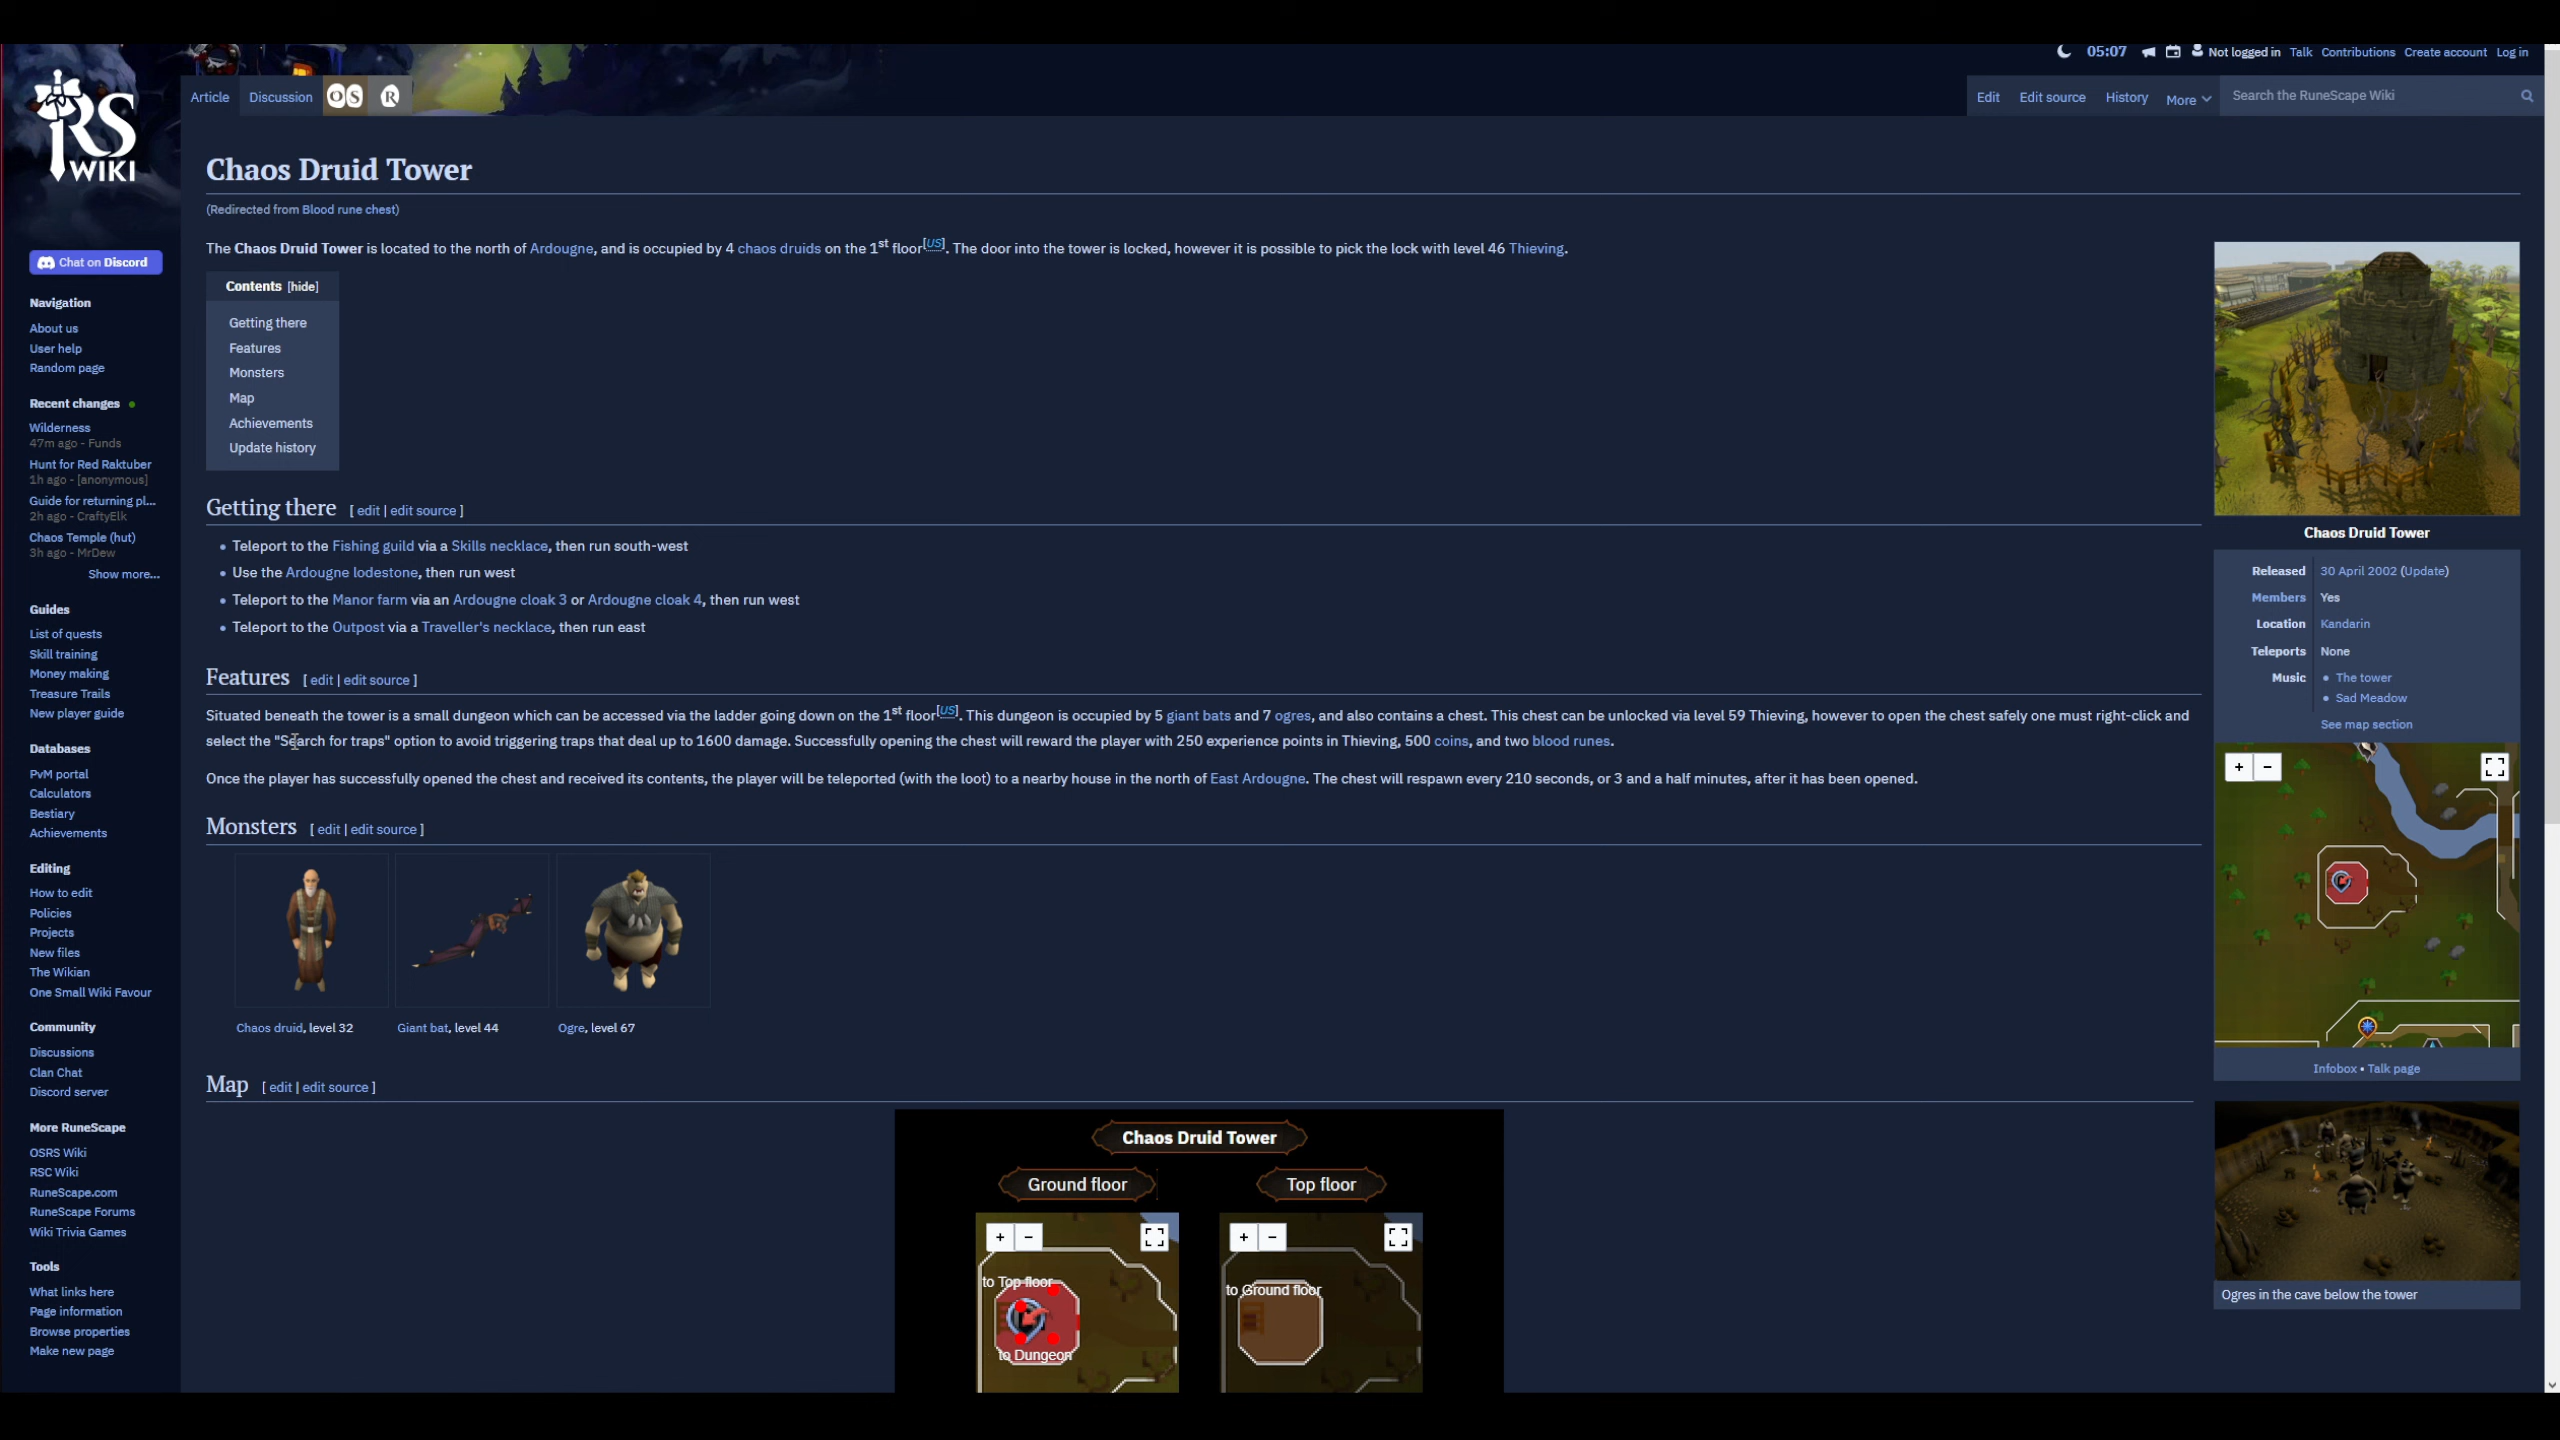 05:07 Not logged in Talk Contributions Create account Log in
RS
WIKI
Article Discussion OS R
Edit Edit source History More
Search the RuneScape Wiki
Chaos Druid Tower
(Redirected from Blood rune chest)
The Chaos Druid Tower is located to the north of Ardougne, and is occupied by 4 chaos druids on the 1st floor[US]. The door into the tower is locked, however it is possible to pick the lock with level 46 Thieving.
Contents [hide]
Getting there
Features
Monsters
Map
Achievements
Update history
Getting there [ edit | edit source ]
Teleport to the Fishing guild via a Skills necklace, then run south-west
Use the Ardougne lodestone, then run west
Teleport to the Manor farm via an Ardougne cloak 3 or Ardougne cloak 4, then run west
Teleport to the Outpost via a Traveller's necklace, then run east
Features [ edit | edit source ]
Situated beneath the tower is a small dungeon which can be accessed via the ladder going down on the 1st floor[US]. This dungeon is occupied by 5 giant bats and 7 ogres, and also contains a chest. This chest can be unlocked via level 59 Thieving, however to open the chest safely one must right-click and
select the "Search for traps" option to avoid triggering traps that deal up to 1600 damage. Successfully opening the chest will reward the player with 250 experience points in Thieving, 500 coins, and two blood runes.
Once the player has successfully opened the chest and received its contents, the player will be teleported (with the loot) to a nearby house in the north of East Ardougne. The chest will respawn every 210 seconds, or 3 and a half minutes, after it has been opened.
Monsters [ edit | edit source ]
Chaos druid, level 32
Giant bat, level 44
Ogre, level 67
Map [ edit | edit source ]
Chaos Druid Tower
Ground floor
Top floor
+ −
+ −
to Top floor
to Dungeon
to Ground floor
Chaos Druid Tower
Released 30 April 2002 (Update)
Members Yes
Location Kandarin
Teleports None
Music The tower
Sad Meadow
See map section
+ −
Infobox • Talk page
Ogres in the cave below the tower
Chat on Discord
Navigation
About us
User help
Random page
Recent changes
Wilderness
47m ago - Funds
Hunt for Red Raktuber
1h ago - [anonymous]
Guide for returning pl...
2h ago - CraftyElk
Chaos Temple (hut)
3h ago - MrDew
Show more...
Guides
List of quests
Skill training
Money making
Treasure Trails
New player guide
Databases
PvM portal
Calculators
Bestiary
Achievements
Editing
How to edit
Policies
Projects
New files
The Wikian
One Small Wiki Favour
Community
Discussions
Clan Chat
Discord server
More RuneScape
OSRS Wiki
RSC Wiki
RuneScape.com
RuneScape Forums
Wiki Trivia Games
Tools
What links here
Page information
Browse properties
Make new page